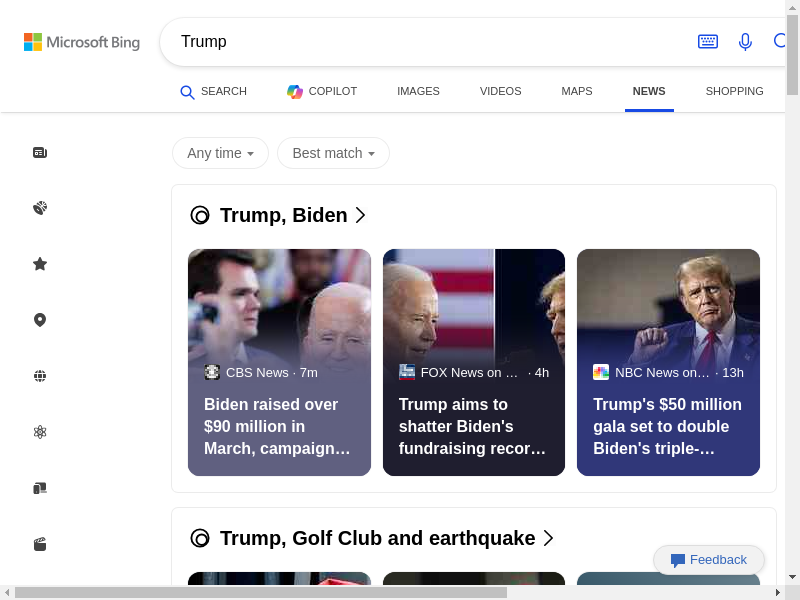 Microsoft Bing
Trump
SEARCH
COPILOT
IMAGES
VIDEOS
MAPS
NEWS
SHOPPING
Any time
Best match
Trump, Biden
CBS News · 7m
Biden raised over
$90 million in
March, campaign…
FOX News on … · 4h
Trump aims to
shatter Biden's
fundraising recor…
NBC News on… · 13h
Trump's $50 million
gala set to double
Biden's triple-…
Trump, Golf Club and earthquake
Feedback